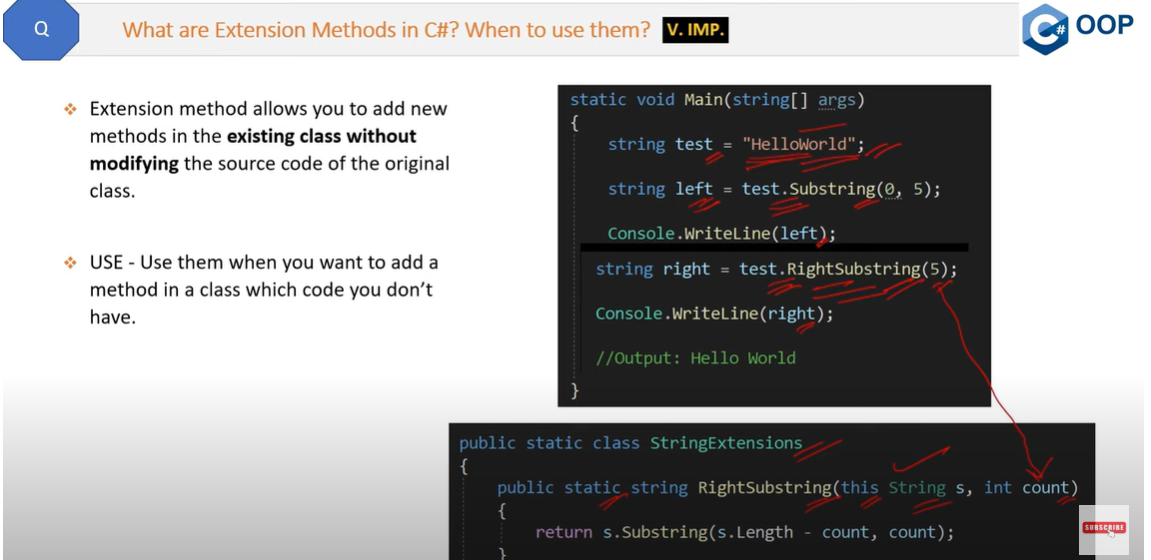 Q
What are Extension Methods in C#? When to use them? V. IMP.
C# OOP
❖ Extension method allows you to add new
methods in the existing class without
modifying the source code of the original
class.
❖ USE - Use them when you want to add a
method in a class which code you don’t
have.
static void Main(string[] args)
{
string test = "HelloWorld";
string left = test.Substring(0, 5);
Console.WriteLine(left);
string right = test.RightSubstring(5);
Console.WriteLine(right);
//Output: Hello World
}
public static class StringExtensions
{
public static string RightSubstring(this String s, int count)
{
return s.Substring(s.Length - count, count);
}
SUBSCRIBE